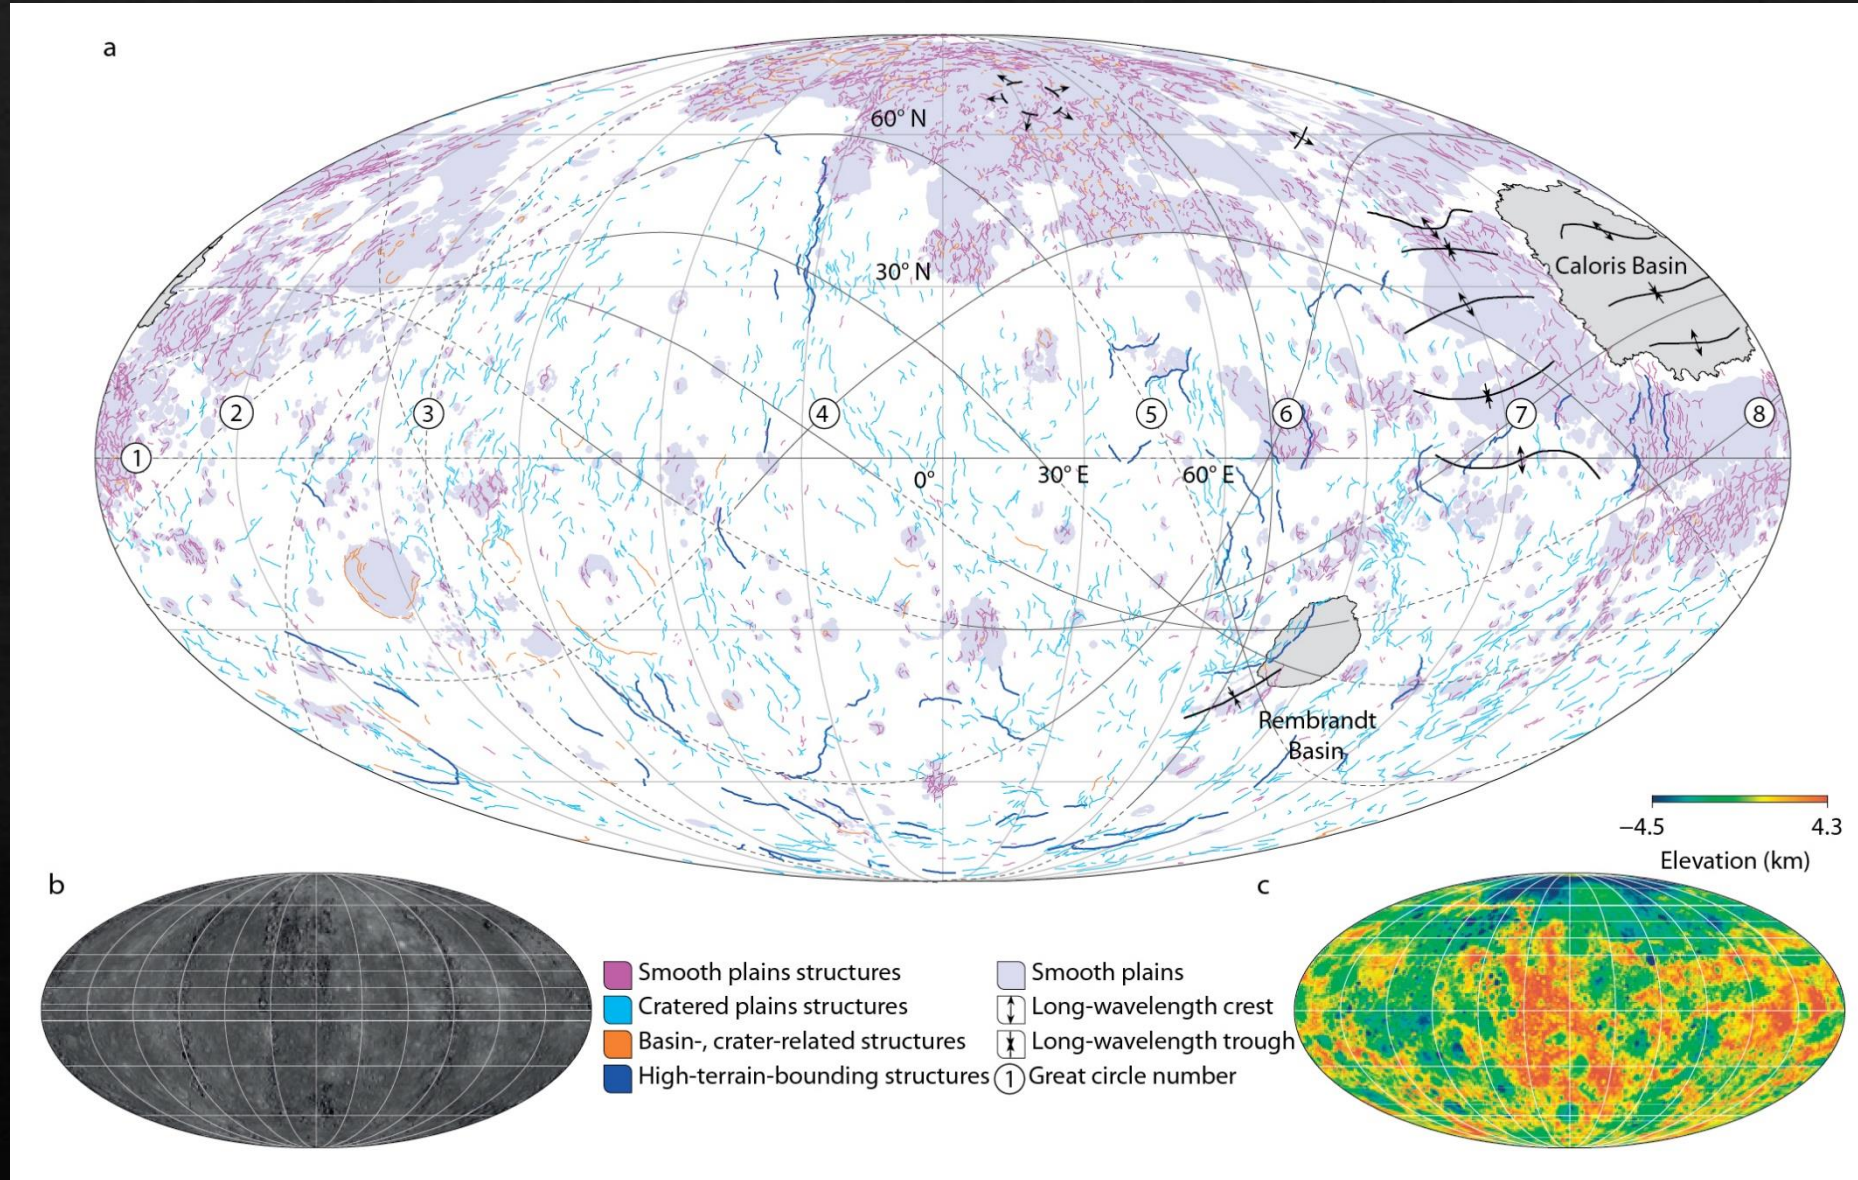 a
60° N
30° N
Caloris Basin
2
3
4
5
6
7
8
1
0°
30° E
60° E
Rembrandt
Basin
−4.5
4.3
Elevation (km)
b
c
Smooth plains structures
Cratered plains structures
Basin-, crater-related structures
High-terrain-bounding structures
Smooth plains
Long-wavelength crest
Long-wavelength trough
1 Great circle number